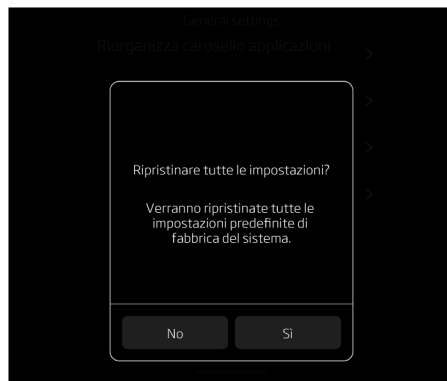 General settings
Riorganizza carosello applicazioni
Ripristinare tutte le impostazioni?
Verranno ripristinate tutte le
impostazioni predefinite di
fabbrica del sistema.
No
Sì